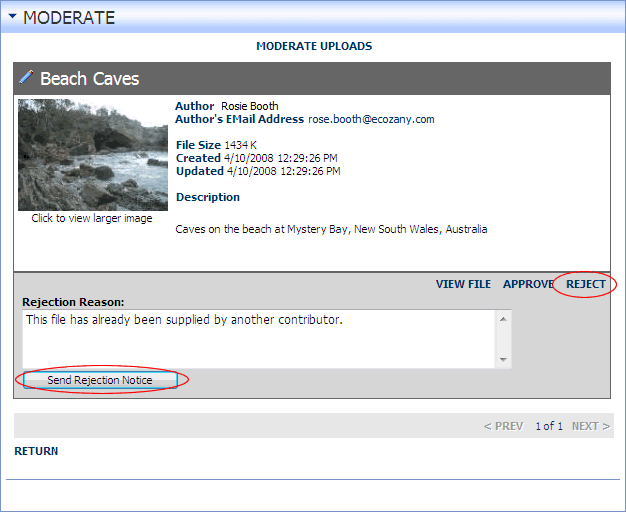 MODERATE
MODERATE UPLOADS
Beach Caves
Author Rosie Booth
Author's EMail Address rose.booth@ecozany.com
File Size 1434 K
Created 4/10/2008 12:29:26 PM
Updated 4/10/2008 12:29:26 PM
Click to view larger image
Description
Caves on the beach at Mystery Bay, New South Wales, Australia
VIEW FILE APPROVE REJECT
Rejection Reason:
This file has already been supplied by another contributor.
Send Rejection Notice
< PREV 1 of 1 NEXT >
RETURN